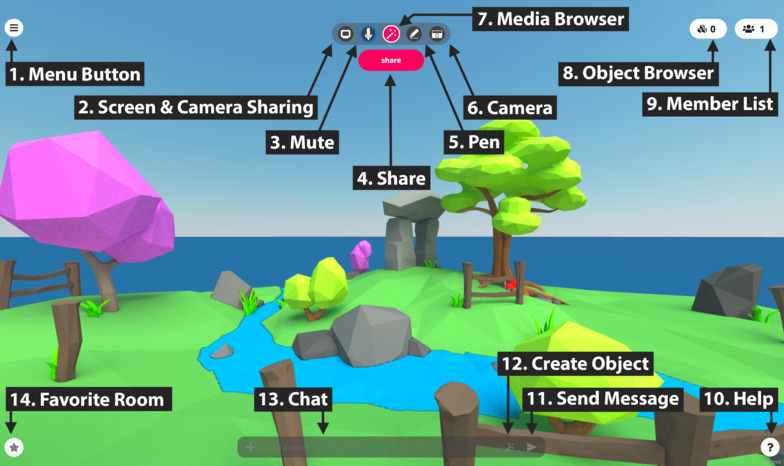 7. Media Browser
0
1
share
1. Menu Button
8. Object Browser
2. Screen & Camera Sharing
6. Camera
9. Member List
3. Mute
5. Pen
4. Share
12. Create Object
14. Favorite Room
13. Chat
11. Send Message
10. Help
?